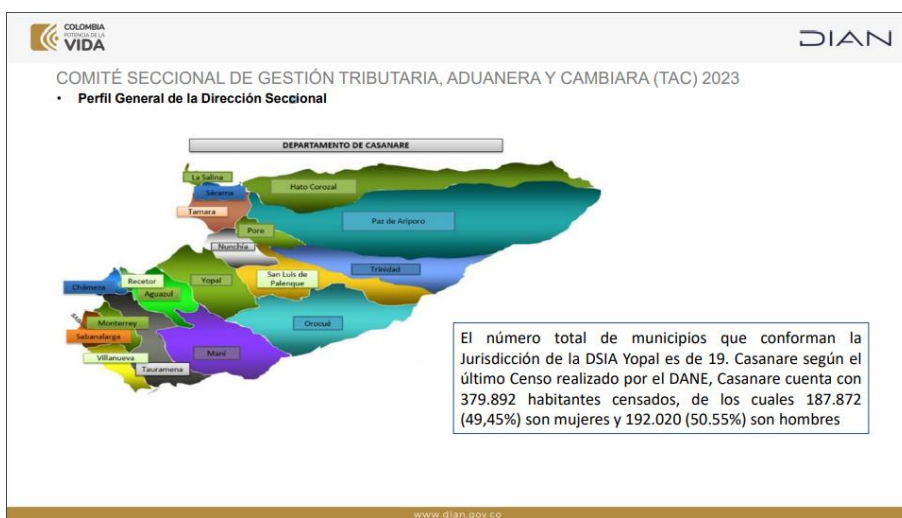 COLOMBIA
POTENCIA DE LA
VIDA
DIAN
COMITÉ SECCIONAL DE GESTIÓN TRIBUTARIA, ADUANERA Y CAMBIARA (TAC) 2023
• Perfil General de la Dirección Seccional
DEPARTAMENTO DE CASANARE
La Salina
Hato Corozal
Sácama
Tamara
Paz de Ariporo
Pore
Nunchía
Trinidad
San Luis de
Palenque
Recetor
Yopal
Chámeza
Aguazul
Monterrey
Orocué
Sabanalarga
Maní
Villanueva
Tauramena
El número total de municipios que conforman la
Jurisdicción de la DSIA Yopal es de 19. Casanare según el
último Censo realizado por el DANE, Casanare cuenta con
379.892 habitantes censados, de los cuales 187.872
(49,45%) son mujeres y 192.020 (50.55%) son hombres
www.dian.gov.co